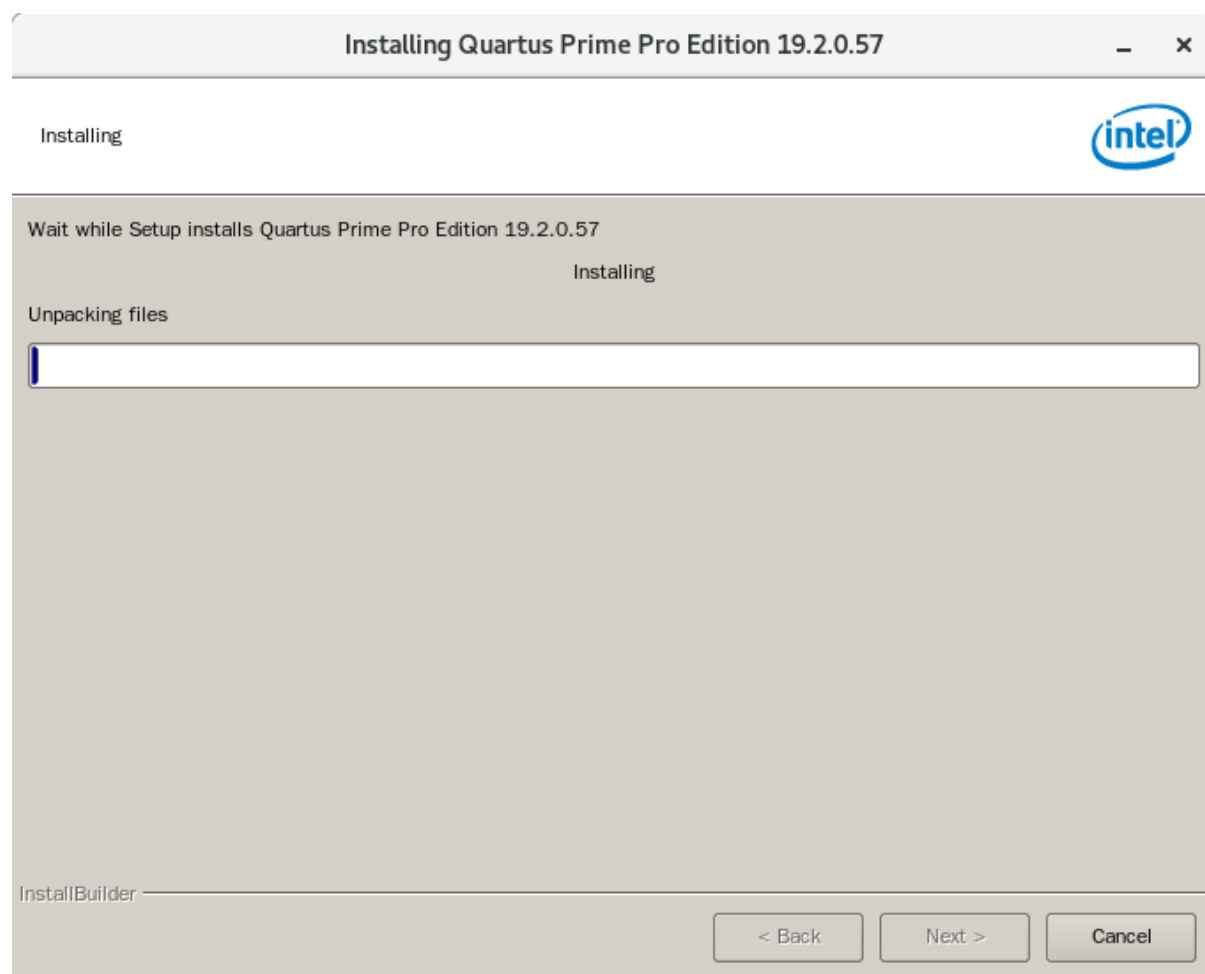 Installing Quartus Prime Pro Edition 19.2.0.57
Installing
intel
Wait while Setup installs Quartus Prime Pro Edition 19.2.0.57
Installing
Unpacking files
InstallBuilder
< Back Next > Cancel